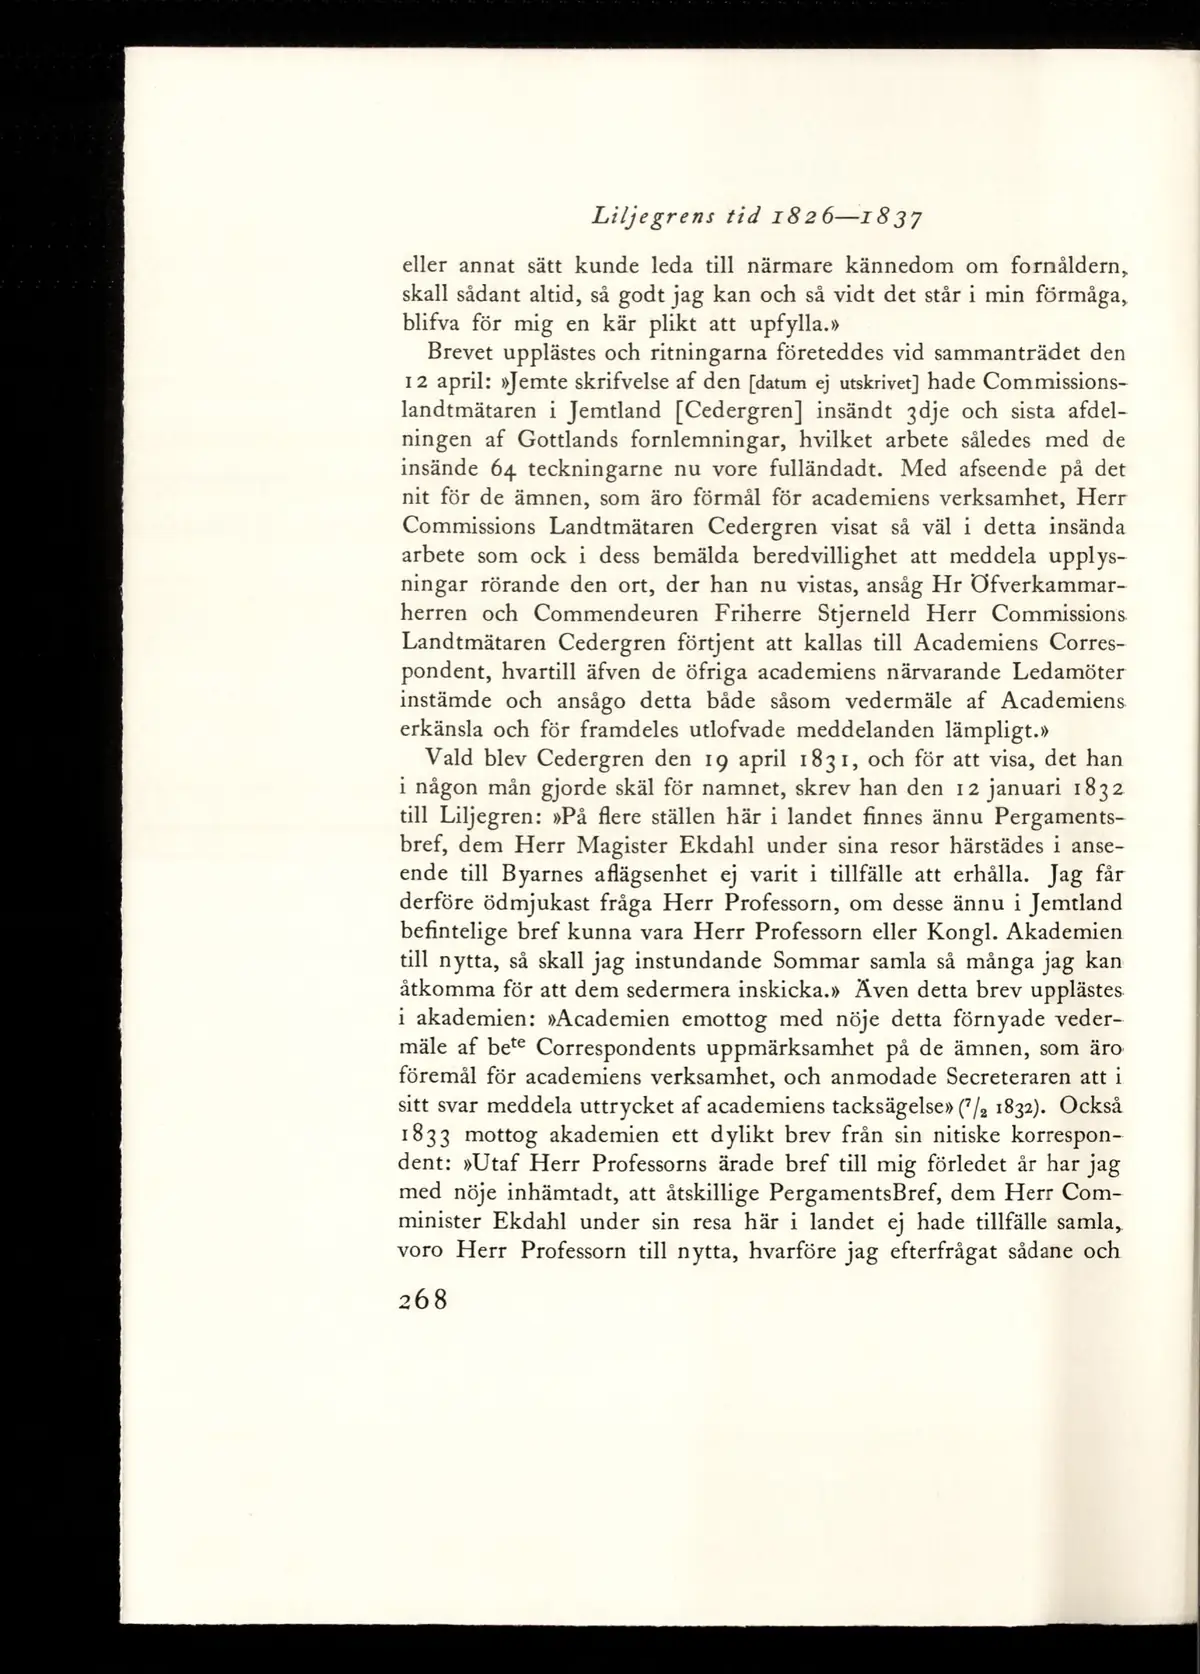 Liljegrens tid 1826—1837
eller annat sätt kunde leda till närmare kännedom om fornåldern,
skall sådant altid, så godt jag kan och så vidt det står i min förmåga,
blifva för mig en kär plikt att upfylla.»
Brevet upplästes och ritningarna företeddes vid sammanträdet den
12 april: »Jemte skrifvelse af den [datum ej utskrivet] hade Commissions-
landtmätaren i Jemtland [Cedergren] insändt 3dje och sista afdel-
ningen af Gottlands fornlemningar, hvilket arbete således med de
insände 64 teckningarne nu vore fulländadt. Med afseende på det
nit för de ämnen, som äro förmål för academiens verksamhet, Herr
Commissions Landtmätaren Cedergren visat så väl i detta insända
arbete som ock i dess bemälda beredvillighet att meddela upplys-
ningar rörande den ort, der han nu vistas, ansåg Hr Öfverkammar-
herren och Commendeuren Friherre Stjerneld Herr Commissions
Landtmätaren Cedergren förtjent att kallas till Academiens Corres-
pondent, hvartill äfven de öfriga academiens närvarande Ledamöter
instämde och ansågo detta både såsom vedermäle af Academiens
erkänsla och för framdeles utlofvade meddelanden lämpligt.»
Vald blev Cedergren den 19 april 1831, och för att visa, det han
i någon mån gjorde skäl för namnet, skrev han den 12 januari 1832
till Liljegren: »På flere ställen här i landet finnes ännu Pergaments-
bref, dem Herr Magister Ekdahl under sina resor härstädes i anse-
ende till Byarnes aflägsenhet ej varit i tillfälle att erhålla. Jag får
derföre ödmjukast fråga Herr Professorn, om desse ännu i Jemtland
befintelige bref kunna vara Herr Professorn eller Kongl. Akademien
till nytta, så skall jag instundande Sommar samla så många jag kan
åtkomma för att dem sedermera inskicka.» Även detta brev upplästes
i akademien: »Academien emottog med nöje detta förnyade veder-
mäle af beᵗᵉ Correspondents uppmärksamhet på de ämnen, som äro
föremål för academiens verksamhet, och anmodade Secreteraren att i
sitt svar meddela uttrycket af academiens tacksägelse» (⁷/₂ 1832). Också
1833 mottog akademien ett dylikt brev från sin nitiske korrespon-
dent: »Utaf Herr Professorns ärade bref till mig förledet år har jag
med nöje inhämtadt, att åtskillige PergamentsBref, dem Herr Com-
minister Ekdahl under sin resa här i landet ej hade tillfälle samla,
voro Herr Professorn till nytta, hvarföre jag efterfrågat sådane och
268